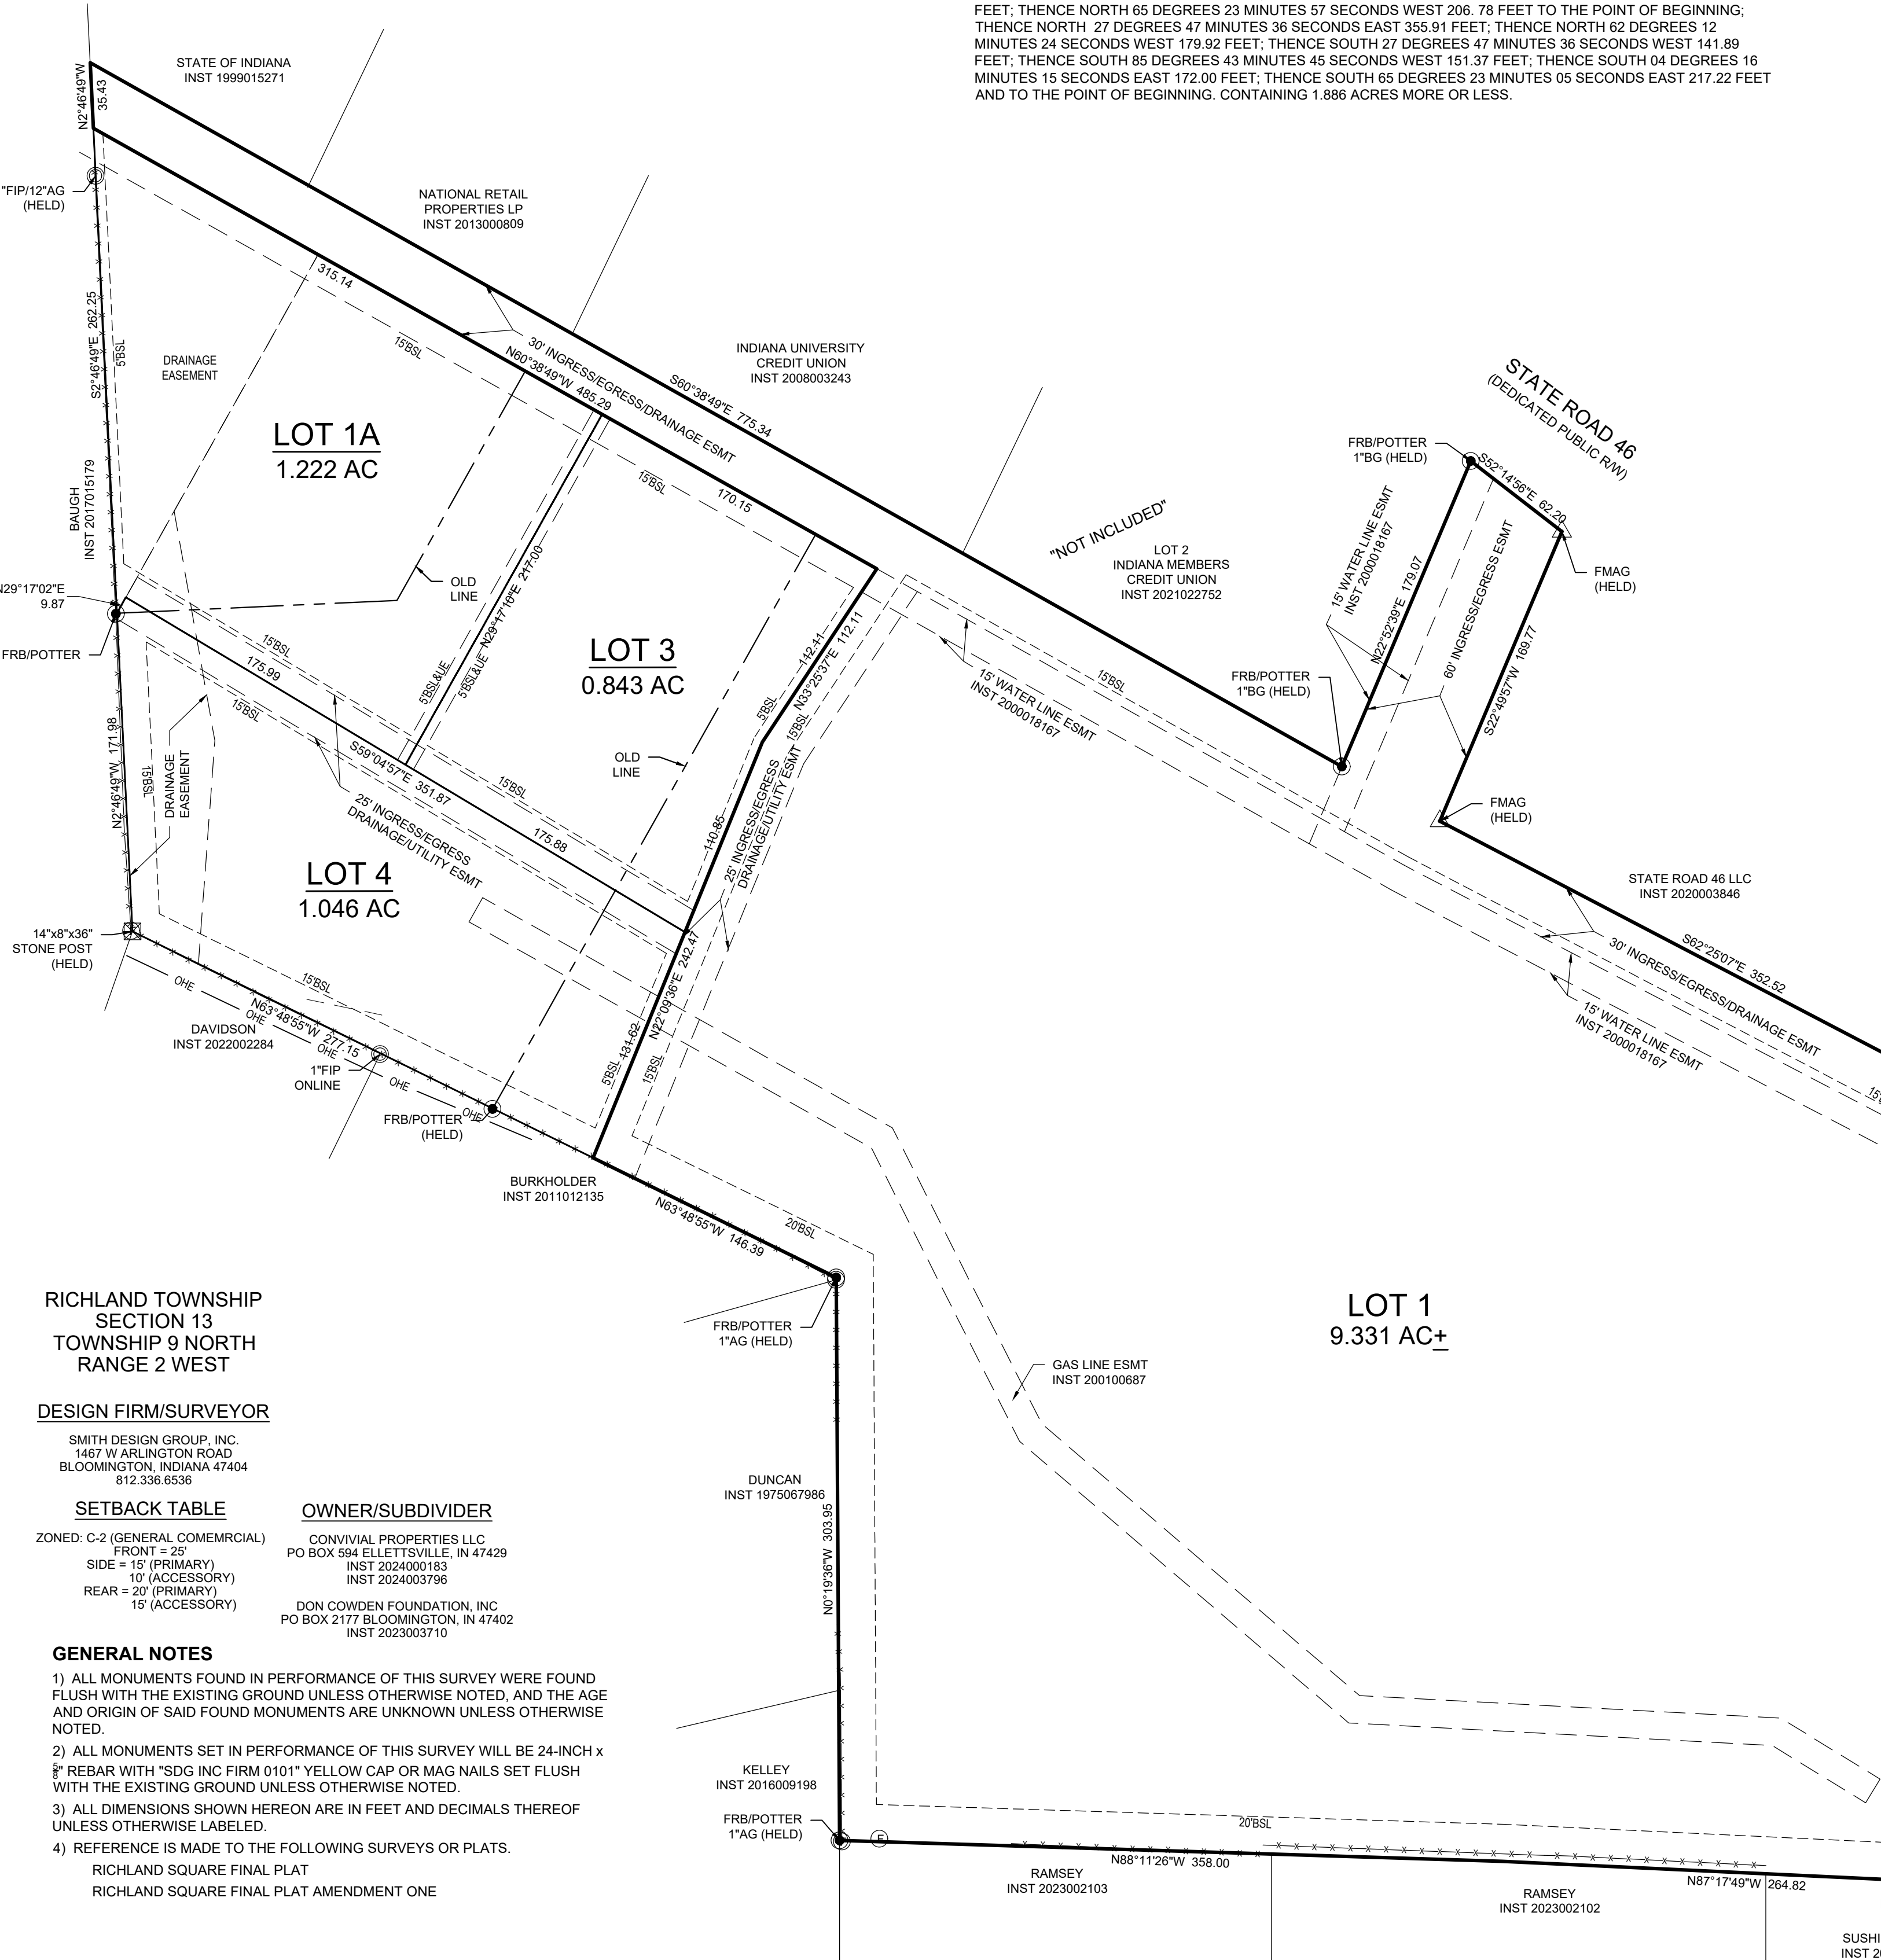 FEET; THENCE NORTH 65 DEGREES 23 MINUTES 57 SECONDS WEST 206. 78 FEET TO THE POINT OF BEGINNING;
THENCE NORTH 27 DEGREES 47 MINUTES 36 SECONDS EAST 355.91 FEET; THENCE NORTH 62 DEGREES 12
MINUTES 24 SECONDS WEST 179.92 FEET; THENCE SOUTH 27 DEGREES 47 MINUTES 36 SECONDS WEST 141.89
FEET; THENCE SOUTH 85 DEGREES 43 MINUTES 45 SECONDS WEST 151.37 FEET; THENCE SOUTH 04 DEGREES 16
MINUTES 15 SECONDS EAST 172.00 FEET; THENCE SOUTH 65 DEGREES 23 MINUTES 05 SECONDS EAST 217.22 FEET
AND TO THE POINT OF BEGINNING. CONTAINING 1.886 ACRES MORE OR LESS.
STATE OF INDIANA
INST 1999015271
N2°46'49"W
35.43
"FIP/12"AG
(HELD)
NATIONAL RETAIL
PROPERTIES LP
INST 2013000809
315.14
15'BSL
30' INGRESS/EGRESS/DRAINAGE ESMT
N60°38'49"W 485.29
S60°38'49"E 775.34
INDIANA UNIVERSITY
CREDIT UNION
INST 2008003243
S2°46'49"E 262.25
5'BSL
DRAINAGE
EASEMENT
LOT 1A
1.222 AC
BAUGH
INST 2017015179
15'BSL
170.15
STATE ROAD 46
(DEDICATED PUBLIC R/W)
FRB/POTTER
1"BG (HELD)
S52°14'56"E 62.20
FMAG
(HELD)
"NOT INCLUDED"
LOT 2
INDIANA MEMBERS
CREDIT UNION
INST 2021022752
15' WATER LINE ESMT
INST 2000018167
N22°52'39"E 179.07
60' INGRESS/EGRESS ESMT
S22°49'57"W 169.77
FRB/POTTER
1"BG (HELD)
FMAG
(HELD)
N29°17'02"E
9.87
FRB/POTTER
OLD
LINE
15'BSL
175.99
15'BSL
5'BSL&UE
N29°17'10"E 217.00
5'BSL&UE
LOT 3
0.843 AC
112.11
N33°25'37"E 112.11
5'BSL
15'BSL
OLD
LINE
15' WATER LINE ESMT
INST 2000018167
15'BSL
N2°46'49"W 171.98
15'BSL
DRAINAGE
EASEMENT
S59°04'57"E 351.87
15'BSL
25' INGRESS/EGRESS
DRAINAGE/UTILITY ESMT
175.88
110.85
25' INGRESS/EGRESS
DRAINAGE/UTILITY ESMT
LOT 4
1.046 AC
14"x8"x36"
STONE POST
(HELD)
STATE ROAD 46 LLC
INST 2020003846
S62°25'07"E 352.52
30' INGRESS/EGRESS/DRAINAGE ESMT
15' WATER LINE ESMT
INST 2000018167
OHE
15'BSL
N63°48'55"W 277.15
OHE
DAVIDSON
INST 2022002284
OHE
1"FIP
ONLINE
OHE
OHE
FRB/POTTER
(HELD)
5'BSL
131.62
N22°09'36"E 242.47
15'BSL
BURKHOLDER
INST 2011012135
N63°48'55"W 146.39
20'BSL
FRB/POTTER
1"AG (HELD)
LOT 1
9.331 AC±
GAS LINE ESMT
INST 200100687
RICHLAND TOWNSHIP
SECTION 13
TOWNSHIP 9 NORTH
RANGE 2 WEST
DESIGN FIRM/SURVEYOR
SMITH DESIGN GROUP, INC.
1467 W ARLINGTON ROAD
BLOOMINGTON, INDIANA 47404
812.336.6536
SETBACK TABLE
ZONED: C-2 (GENERAL COMEMRCIAL)
FRONT = 25'
SIDE = 15' (PRIMARY)
10' (ACCESSORY)
REAR = 20' (PRIMARY)
15' (ACCESSORY)
OWNER/SUBDIVIDER
CONVIVIAL PROPERTIES LLC
PO BOX 594 ELLETTSVILLE, IN 47429
INST 2024000183
INST 2024003796
DON COWDEN FOUNDATION, INC
PO BOX 2177 BLOOMINGTON, IN 47402
INST 2023003710
DUNCAN
INST 1975067986
N0°19'36"W 303.95
GENERAL NOTES
1) ALL MONUMENTS FOUND IN PERFORMANCE OF THIS SURVEY WERE FOUND
FLUSH WITH THE EXISTING GROUND UNLESS OTHERWISE NOTED, AND THE AGE
AND ORIGIN OF SAID FOUND MONUMENTS ARE UNKNOWN UNLESS OTHERWISE
NOTED.
2) ALL MONUMENTS SET IN PERFORMANCE OF THIS SURVEY WILL BE 24-INCH x
5/8" REBAR WITH "SDG INC FIRM 0101" YELLOW CAP OR MAG NAILS SET FLUSH
WITH THE EXISTING GROUND UNLESS OTHERWISE NOTED.
3) ALL DIMENSIONS SHOWN HEREON ARE IN FEET AND DECIMALS THEREOF
UNLESS OTHERWISE LABELED.
4) REFERENCE IS MADE TO THE FOLLOWING SURVEYS OR PLATS.
RICHLAND SQUARE FINAL PLAT
RICHLAND SQUARE FINAL PLAT AMENDMENT ONE
KELLEY
INST 2016009198
FRB/POTTER
1"AG (HELD)
E
20'BSL
N88°11'26"W 358.00
RAMSEY
INST 2023002103
N87°17'49"W 264.82
RAMSEY
INST 2023002102